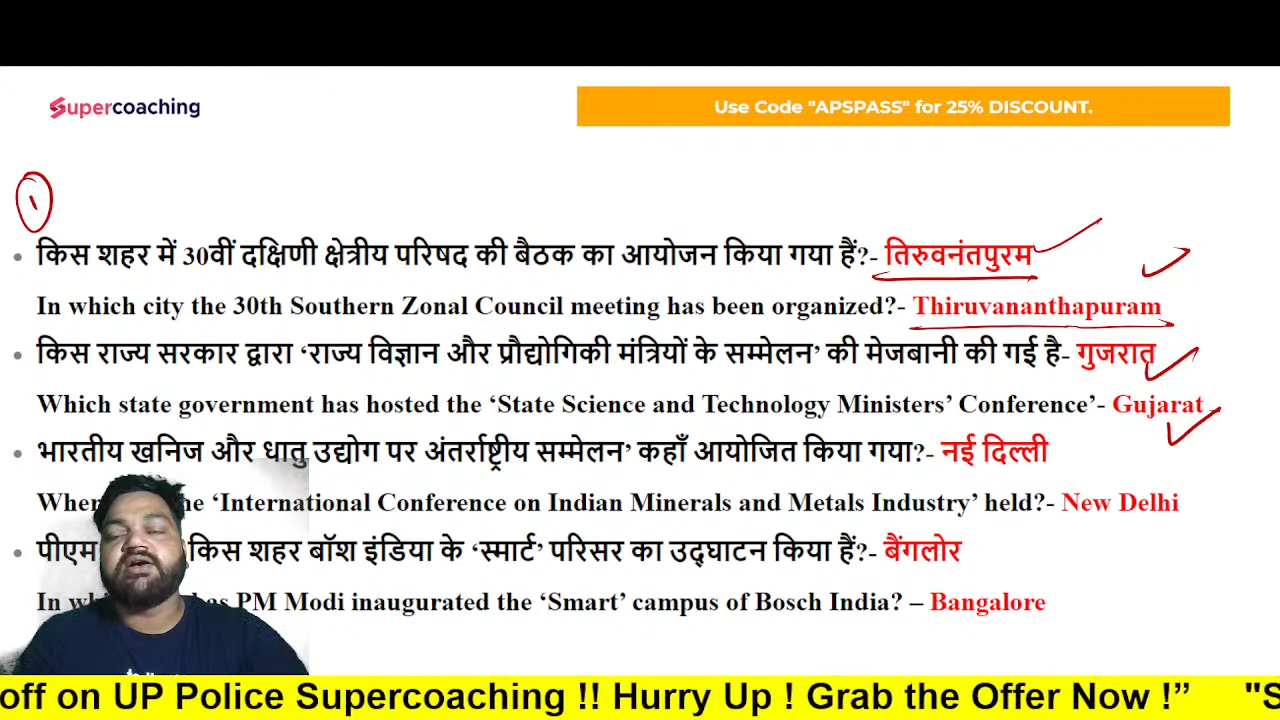 Supercoaching
Use Code "APSPASS" for 25% DISCOUNT.
• किस शहर में 30वीं दक्षिणी क्षेत्रीय परिषद की बैठक का आयोजन किया गया हैं?- तिरुवनंतपुरम
In which city the 30th Southern Zonal Council meeting has been organized?- Thiruvananthapuram
• किस राज्य सरकार द्वारा ‘राज्य विज्ञान और प्रौद्योगिकी मंत्रियों के सम्मेलन’ की मेजबानी की गई है- गुजरात
Which state government has hosted the ‘State Science and Technology Ministers’ Conference’- Gujarat
• भारतीय खनिज और धातु उद्योग पर अंतर्राष्ट्रीय सम्मेलन’ कहाँ आयोजित किया गया?- नई दिल्ली
‘International Conference on Indian Minerals and Metals Industry’ held?- New Delhi
• पीएम किस शहर बॉश इंडिया के ‘स्मार्ट’ परिसर का उद्घाटन किया हैं?- बैंगलोर
In PM Modi inaugurated the ‘Smart’ campus of Bosch India? – Bangalore
off on UP Police Supercoaching !! Hurry Up ! Grab the Offer Now !” "S